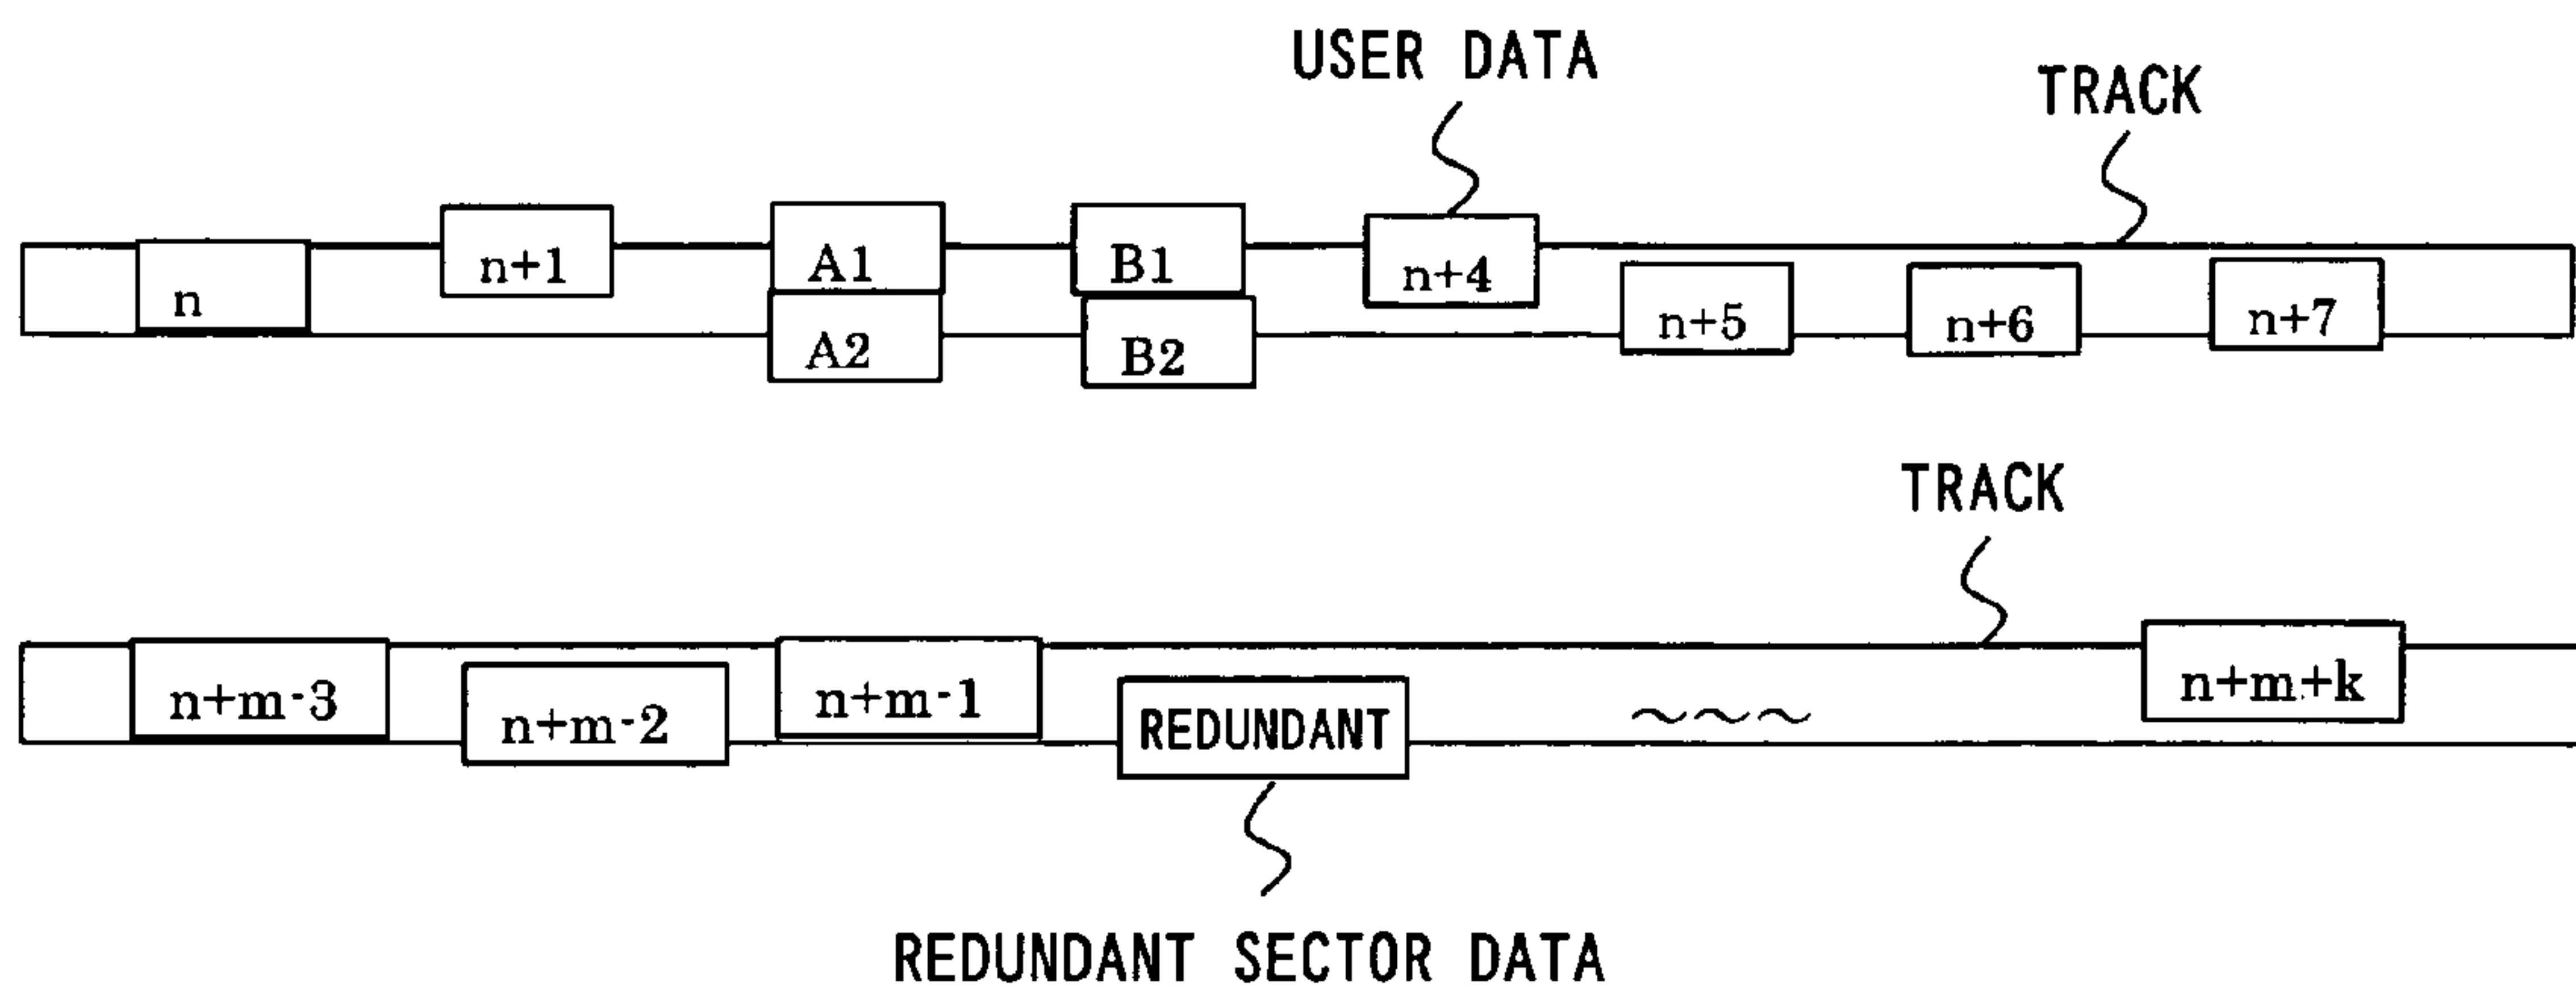 USER DATA
TRACK
n
n+1
A1
B1
n+4
A2
B2
n+5
n+6
n+7
TRACK
n+m-3
n+m-2
n+m-1
REDUNDANT
~~~
n+m+k
REDUNDANT SECTOR DATA